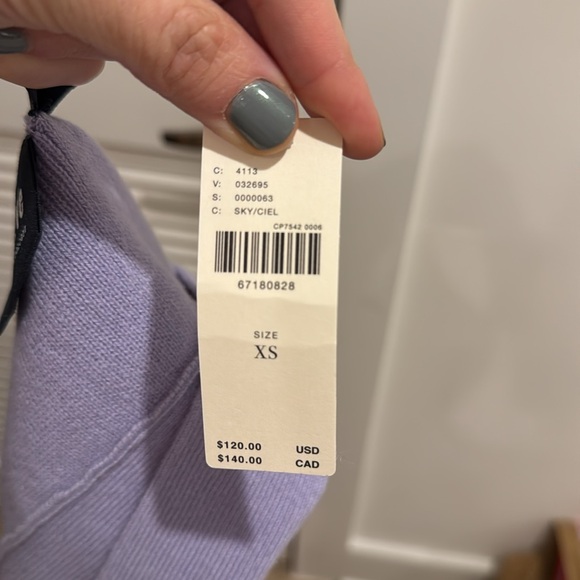 C: 4113
V: 032695
S: 0000063
C: SKY/CIEL
CP7542 0006
67180828
SIZE
XS
$120.00 USD
$140.00 CAD